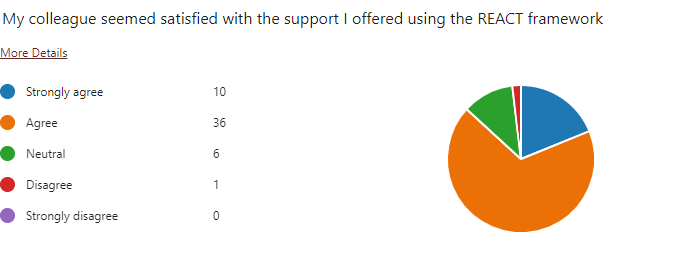 My colleague seemed satisfied with the support I offered using the REACT framework
More Details
Strongly agree 10
Agree 36
Neutral 6
Disagree 1
Strongly disagree 0